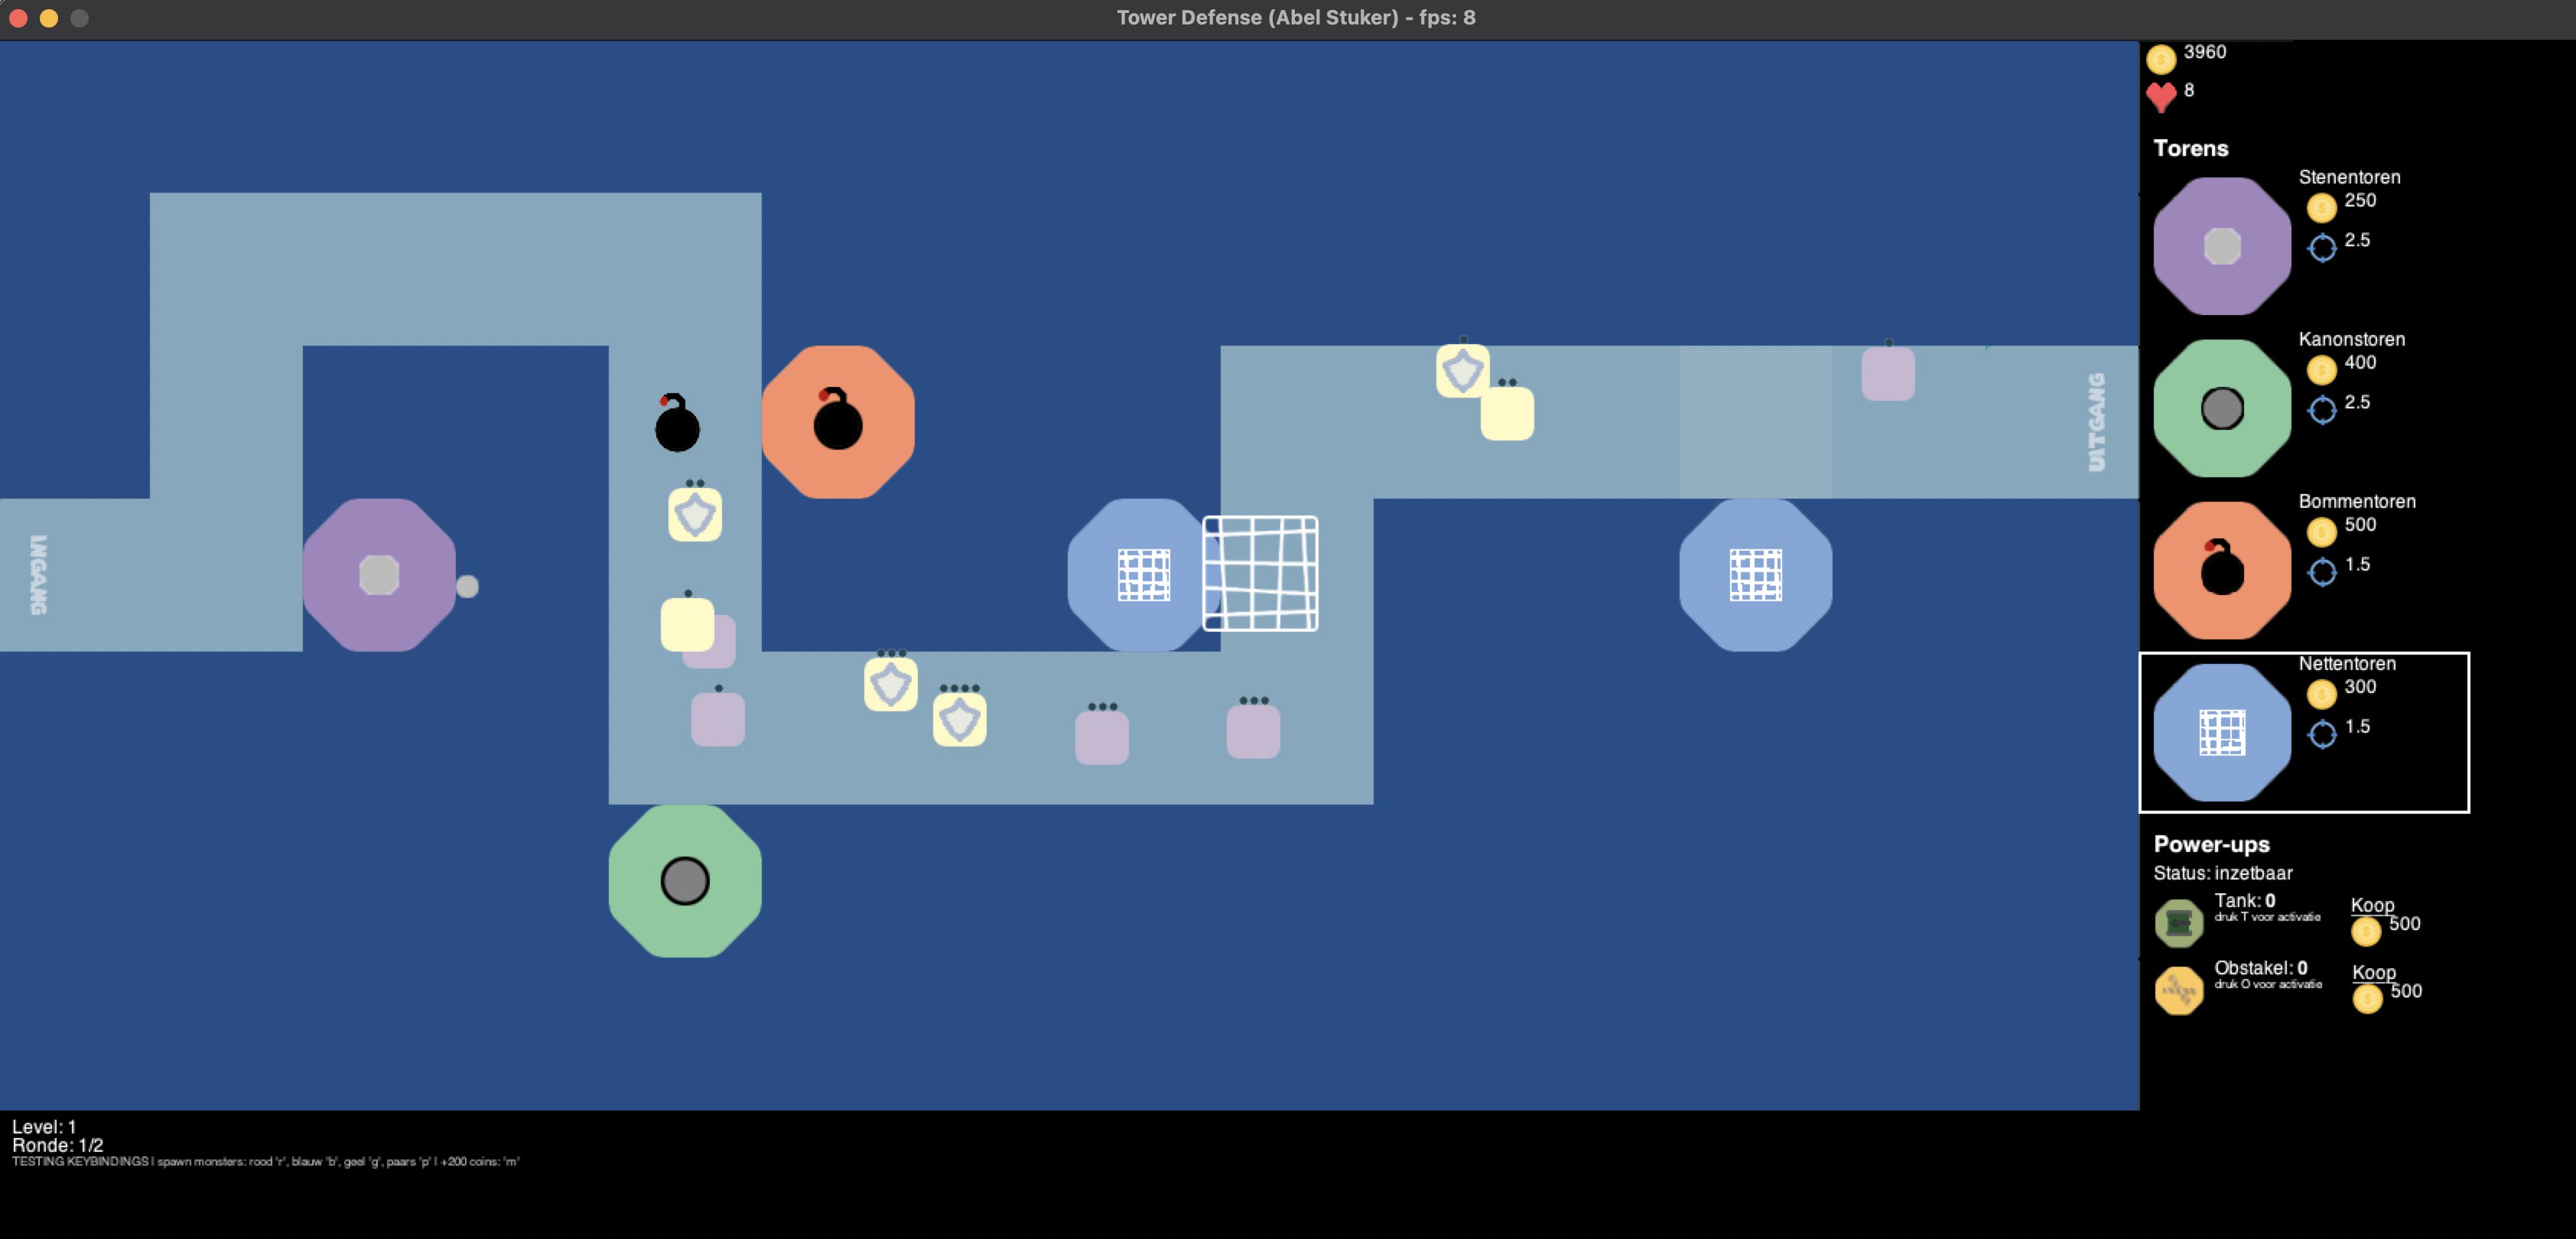 Tower Defense (Abel Stuker) - fps: 8
3960
8
Torens
Stenentoren
250
2.5
Kanonstoren
400
2.5
Bommentoren
500
1.5
Nettentoren
300
1.5
Power-ups
Status: inzetbaar
Tank: 0
druk T voor activatie
Koop
500
Obstakel: 0
druk O voor activatie
Koop
500
INGANG
UITGANG
Level: 1
Ronde: 1/2
TESTING KEYBINDINGS | spawn monsters: rood 'r', blauw 'b', geel 'g', paars 'p' | +200 coins: 'm'